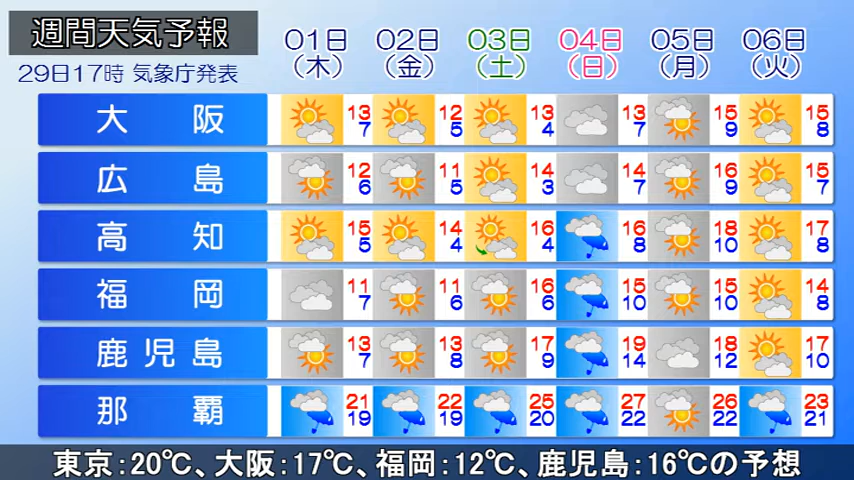 週間天気予報
29日17時 気象庁発表
01日 02日 03日 04日 05日 06日
(木) (金) (土) (日) (月) (火)
大阪 13 7 12 5 13 4 13 7 15 9 15 8
広島 12 6 11 5 14 3 14 7 16 9 15 7
高知 15 5 14 4 16 4 16 8 18 10 17 8
福岡 11 7 11 6 16 6 15 10 15 10 14 8
鹿児島 13 7 13 8 17 9 19 14 18 12 17 10
那覇 21 19 22 19 25 20 27 22 26 22 23 21
東京:20℃、大阪:17℃、福岡:12℃、鹿児島:16℃の予想